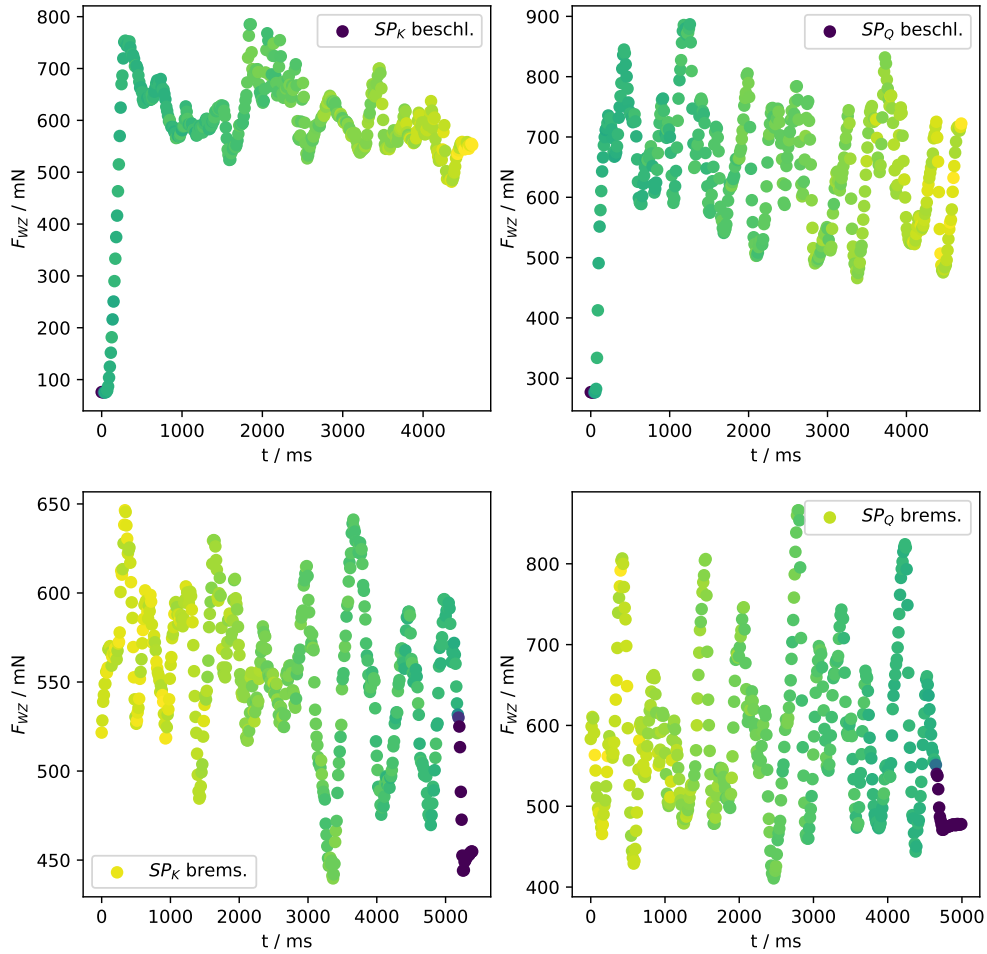 800
700
600
500
400
300
200
100
F_WZ / mN
SP_K beschl.
0 1000 2000 3000 4000
t / ms
900
800
700
600
500
400
300
F_WZ / mN
SP_Q beschl.
0 1000 2000 3000 4000
t / ms
650
600
550
500
450
F_WZ / mN
SP_K brems.
0 1000 2000 3000 4000 5000
t / ms
800
700
600
500
400
F_WZ / mN
SP_Q brems.
0 1000 2000 3000 4000 5000
t / ms